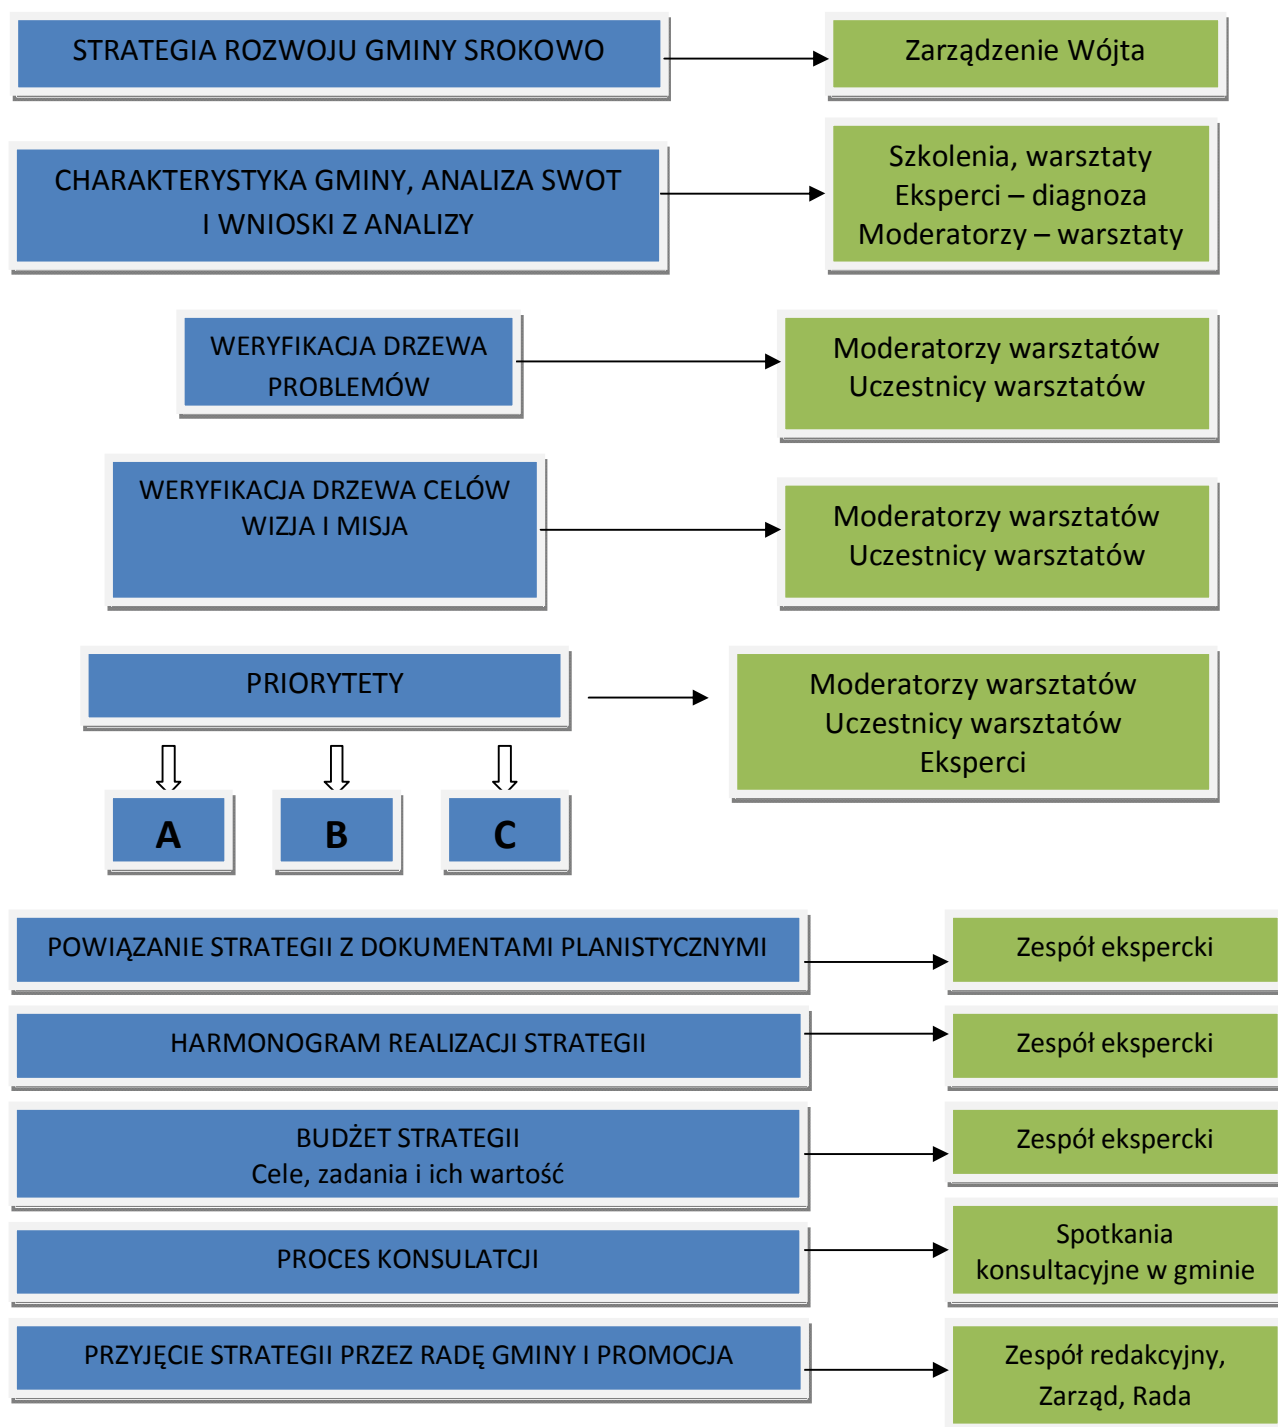 STRATEGIA ROZWOJU GMINY SROKOWO
Zarządzenie Wójta
CHARAKTERYSTYKA GMINY, ANALIZA SWOT
I WNIOSKI Z ANALIZY
Szkolenia, warsztaty
Eksperci – diagnoza
Moderatorzy – warsztaty
WERYFIKACJA DRZEWA
PROBLEMÓW
Moderatorzy warsztatów
Uczestnicy warsztatów
WERYFIKACJA DRZEWA CELÓW
WIZJA I MISJA
Moderatorzy warsztatów
Uczestnicy warsztatów
PRIORYTETY
Moderatorzy warsztatów
Uczestnicy warsztatów
Eksperci
A
B
C
POWIĄZANIE STRATEGII Z DOKUMENTAMI PLANISTYCZNYMI
Zespół ekspercki
HARMONOGRAM REALIZACJI STRATEGII
Zespół ekspercki
BUDŻET STRATEGII
Cele, zadania i ich wartość
Zespół ekspercki
PROCES KONSULATCJI
Spotkania
konsultacyjne w gminie
PRZYJĘCIE STRATEGII PRZEZ RADĘ GMINY I PROMOCJA
Zespół redakcyjny,
Zarząd, Rada